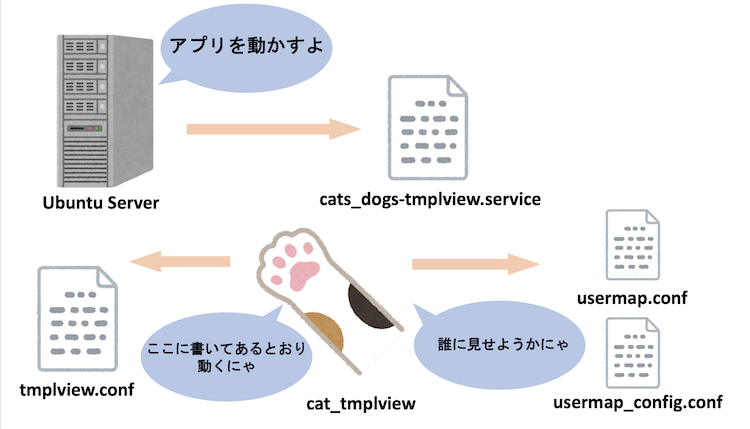 アプリを動かすよ
Ubuntu Server
cats_dogs-tmplview.service
usermap.conf
ここに書いてあるとおり
動くにゃ
誰に見せようかにゃ
tmplview.conf
cat_tmplview
usermap_config.conf